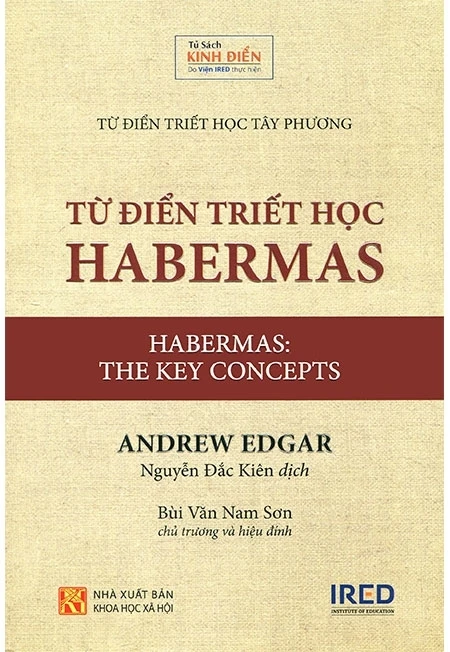 Tủ Sách
KINH ĐIỂN
Do Viện IRED thực hiện
TỪ ĐIỂN TRIẾT HỌC TÂY PHƯƠNG
TỪ ĐIỂN TRIẾT HỌC
HABERMAS
HABERMAS:
THE KEY CONCEPTS
ANDREW EDGAR
Nguyễn Đắc Kiên dịch
Bùi Văn Nam Sơn
chủ trương và hiệu đính
NHÀ XUẤT BẢN
KHOA HỌC XÃ HỘI
IRED
INSTITUTE OF EDUCATION